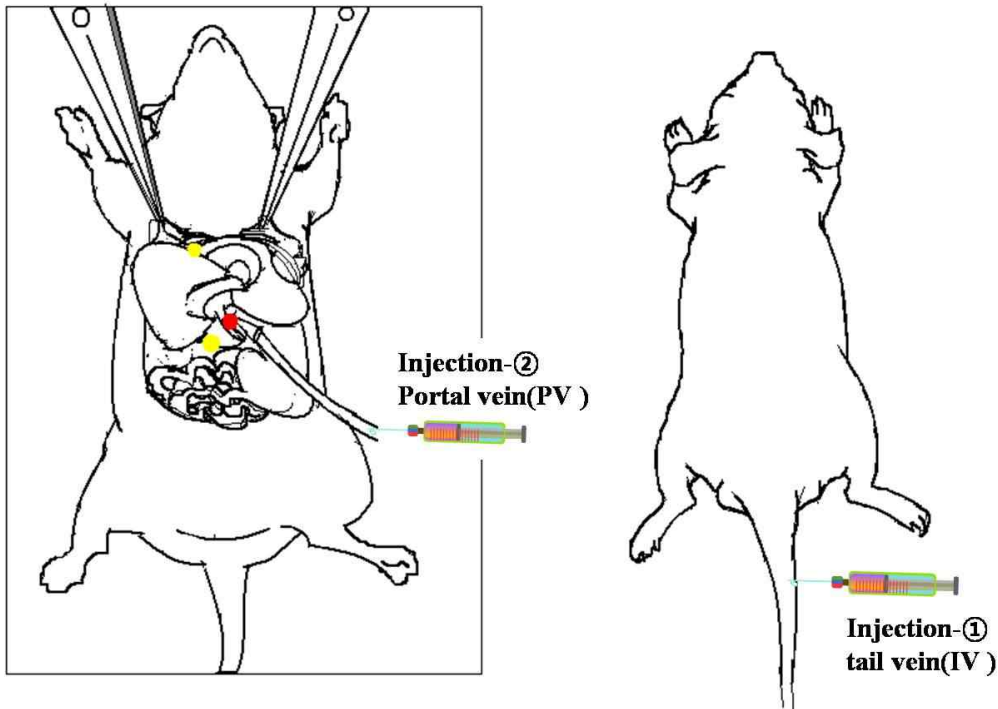 Injection-②
Portal vein(PV )
Injection-①
tail vein(IV )